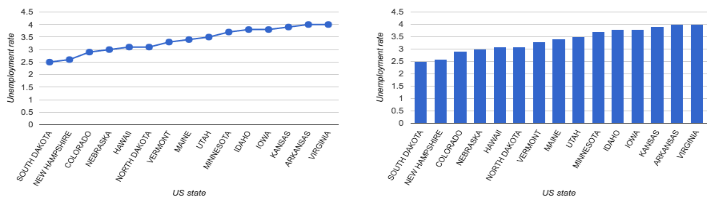 4.5
4
3.5
3
2.5
2
1.5
1
0.5
0
Unemployment rate
SOUTH DAKOTA
NEW HAMPSHIRE
COLORADO
NEBRASKA
HAWAII
NORTH DAKOTA
VERMONT
MAINE
UTAH
MINNESOTA
IDAHO
IOWA
KANSAS
ARKANSAS
VIRGINIA
US state
4.5
4
3.5
3
2.5
2
1.5
1
0.5
0
Unemployment rate
SOUTH DAKOTA
NEW HAMPSHIRE
COLORADO
NEBRASKA
HAWAII
NORTH DAKOTA
VERMONT
MAINE
UTAH
MINNESOTA
IDAHO
IOWA
KANSAS
ARKANSAS
VIRGINIA
US state